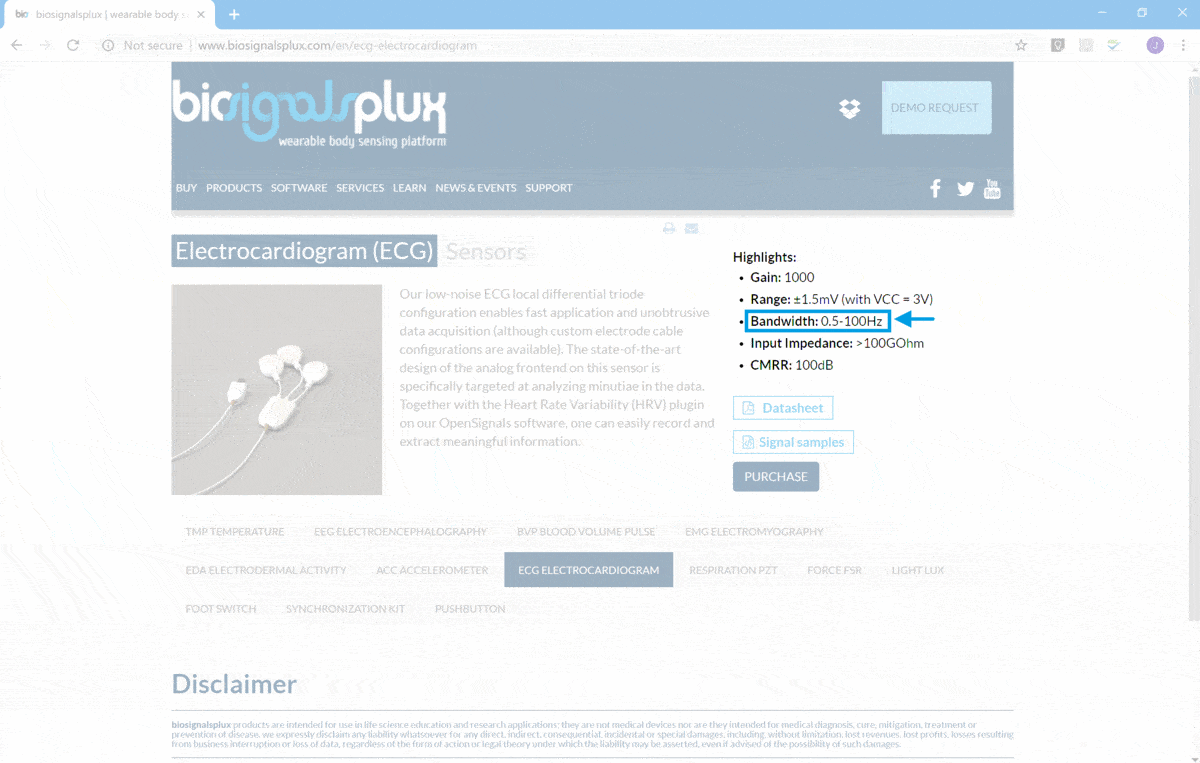 bio biosignalsplux | wearable body s
Not secure | www.biosignalsplux.com/en/ecg-electrocardiogram
J
biosignalsplux
wearable body sensing platform
DEMO REQUEST
BUY PRODUCTS SOFTWARE SERVICES LEARN NEWS & EVENTS SUPPORT
You Tube
Electrocardiogram (ECG) Sensors
Our low-noise ECG local differential triode
configuration enables fast application and unobtrusive
data acquisition (although custom electrode cable
configurations are available). The state-of-the-art
design of the analog frontend on this sensor is
specifically targeted at analyzing minutiae in the data.
Together with the Heart Rate Variability (HRV) plugin
on our OpenSignals software, one can easily record and
extract meaningful information.
Highlights:
• Gain: 1000
• Range: ±1.5mV (with VCC = 3V)
• Bandwidth: 0.5-100Hz
• Input Impedance: >100GOhm
• CMRR: 100dB
Datasheet
Signal samples
PURCHASE
TMP TEMPERATURE EEG ELECTROENCEPHALOGRAPHY BVP BLOOD VOLUME PULSE EMG ELECTROMYOGRAPHY
EDA ELECTRODERMAL ACTIVITY ACC ACCELEROMETER ECG ELECTROCARDIOGRAM RESPIRATION PZT FORCE FSR LIGHT LUX
FOOT SWITCH SYNCHRONIZATION KIT PUSHBUTTON
Disclaimer
biosignalsplux products are intended for use in life science education and research applications; they are not medical devices nor are they intended for medical diagnosis, cure, mitigation, treatment or
prevention of disease. we expressly disclaim any liability whatsoever for any direct, indirect, consequential, incidental or special damages, including, without limitation, lost revenues, lost profits, losses resulting
from business interruption or loss of data, regardless of the form of action or legal theory under which the liability may be asserted, even if advised of the possibility of such damages.